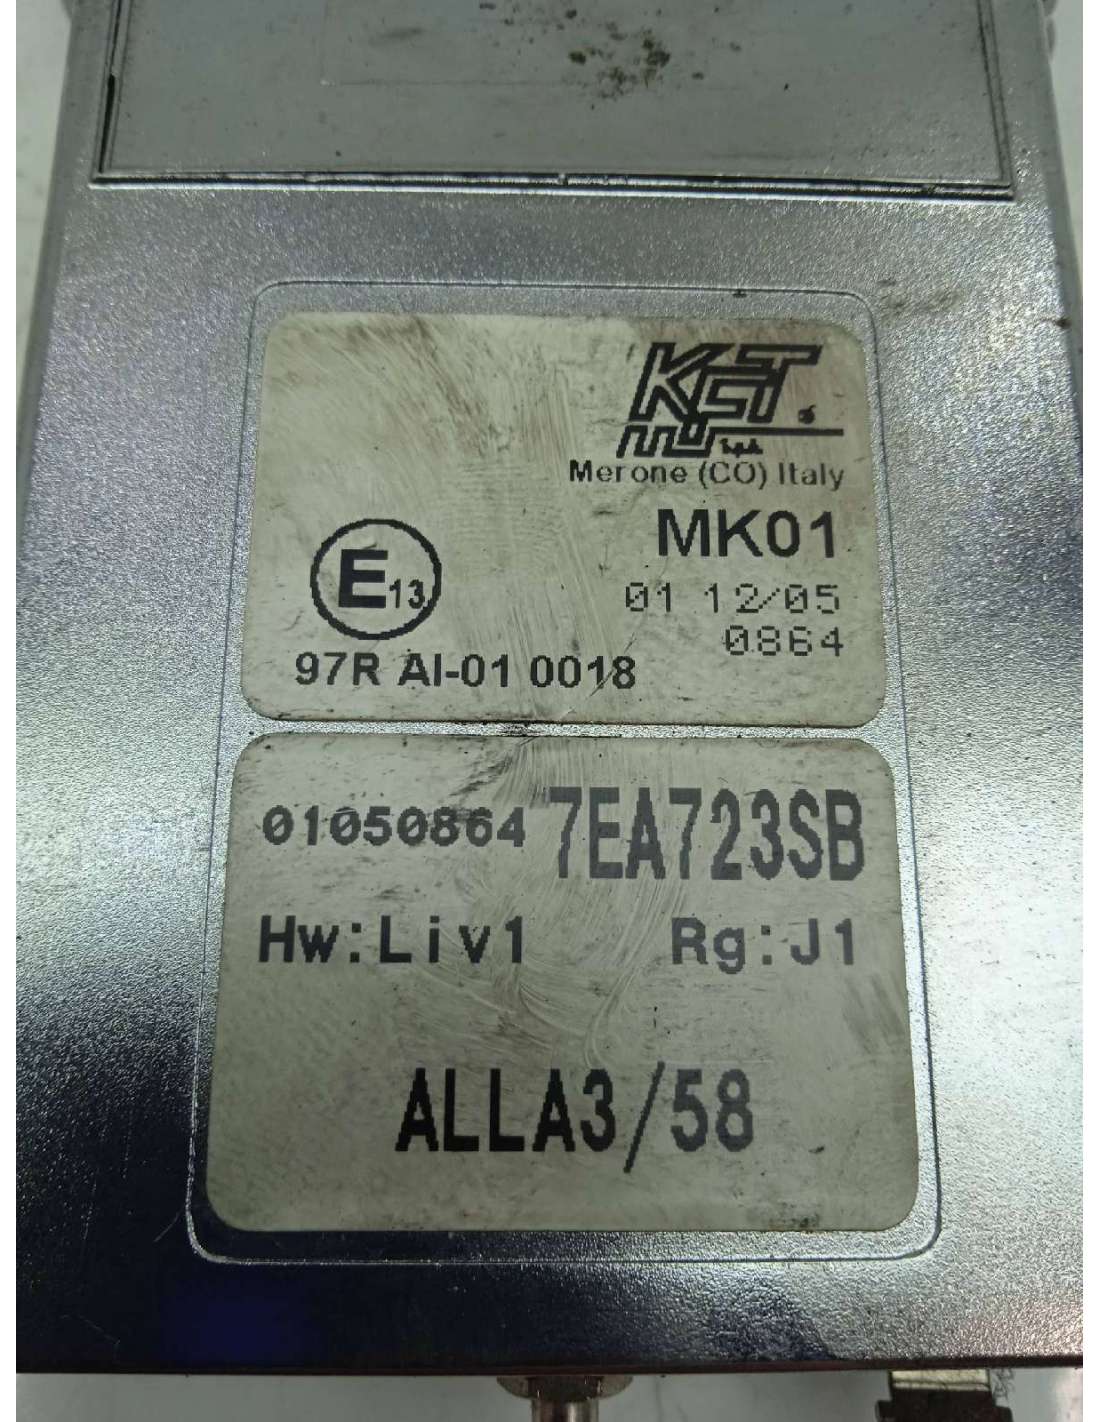 KCT
S.p.A.
Merone (CO) Italy
MK01
E13
01 12/05
0864
97R AI-01 0018
01050864 7EA723SB
Hw:Liv1 Rg:J1
ALLA3/58